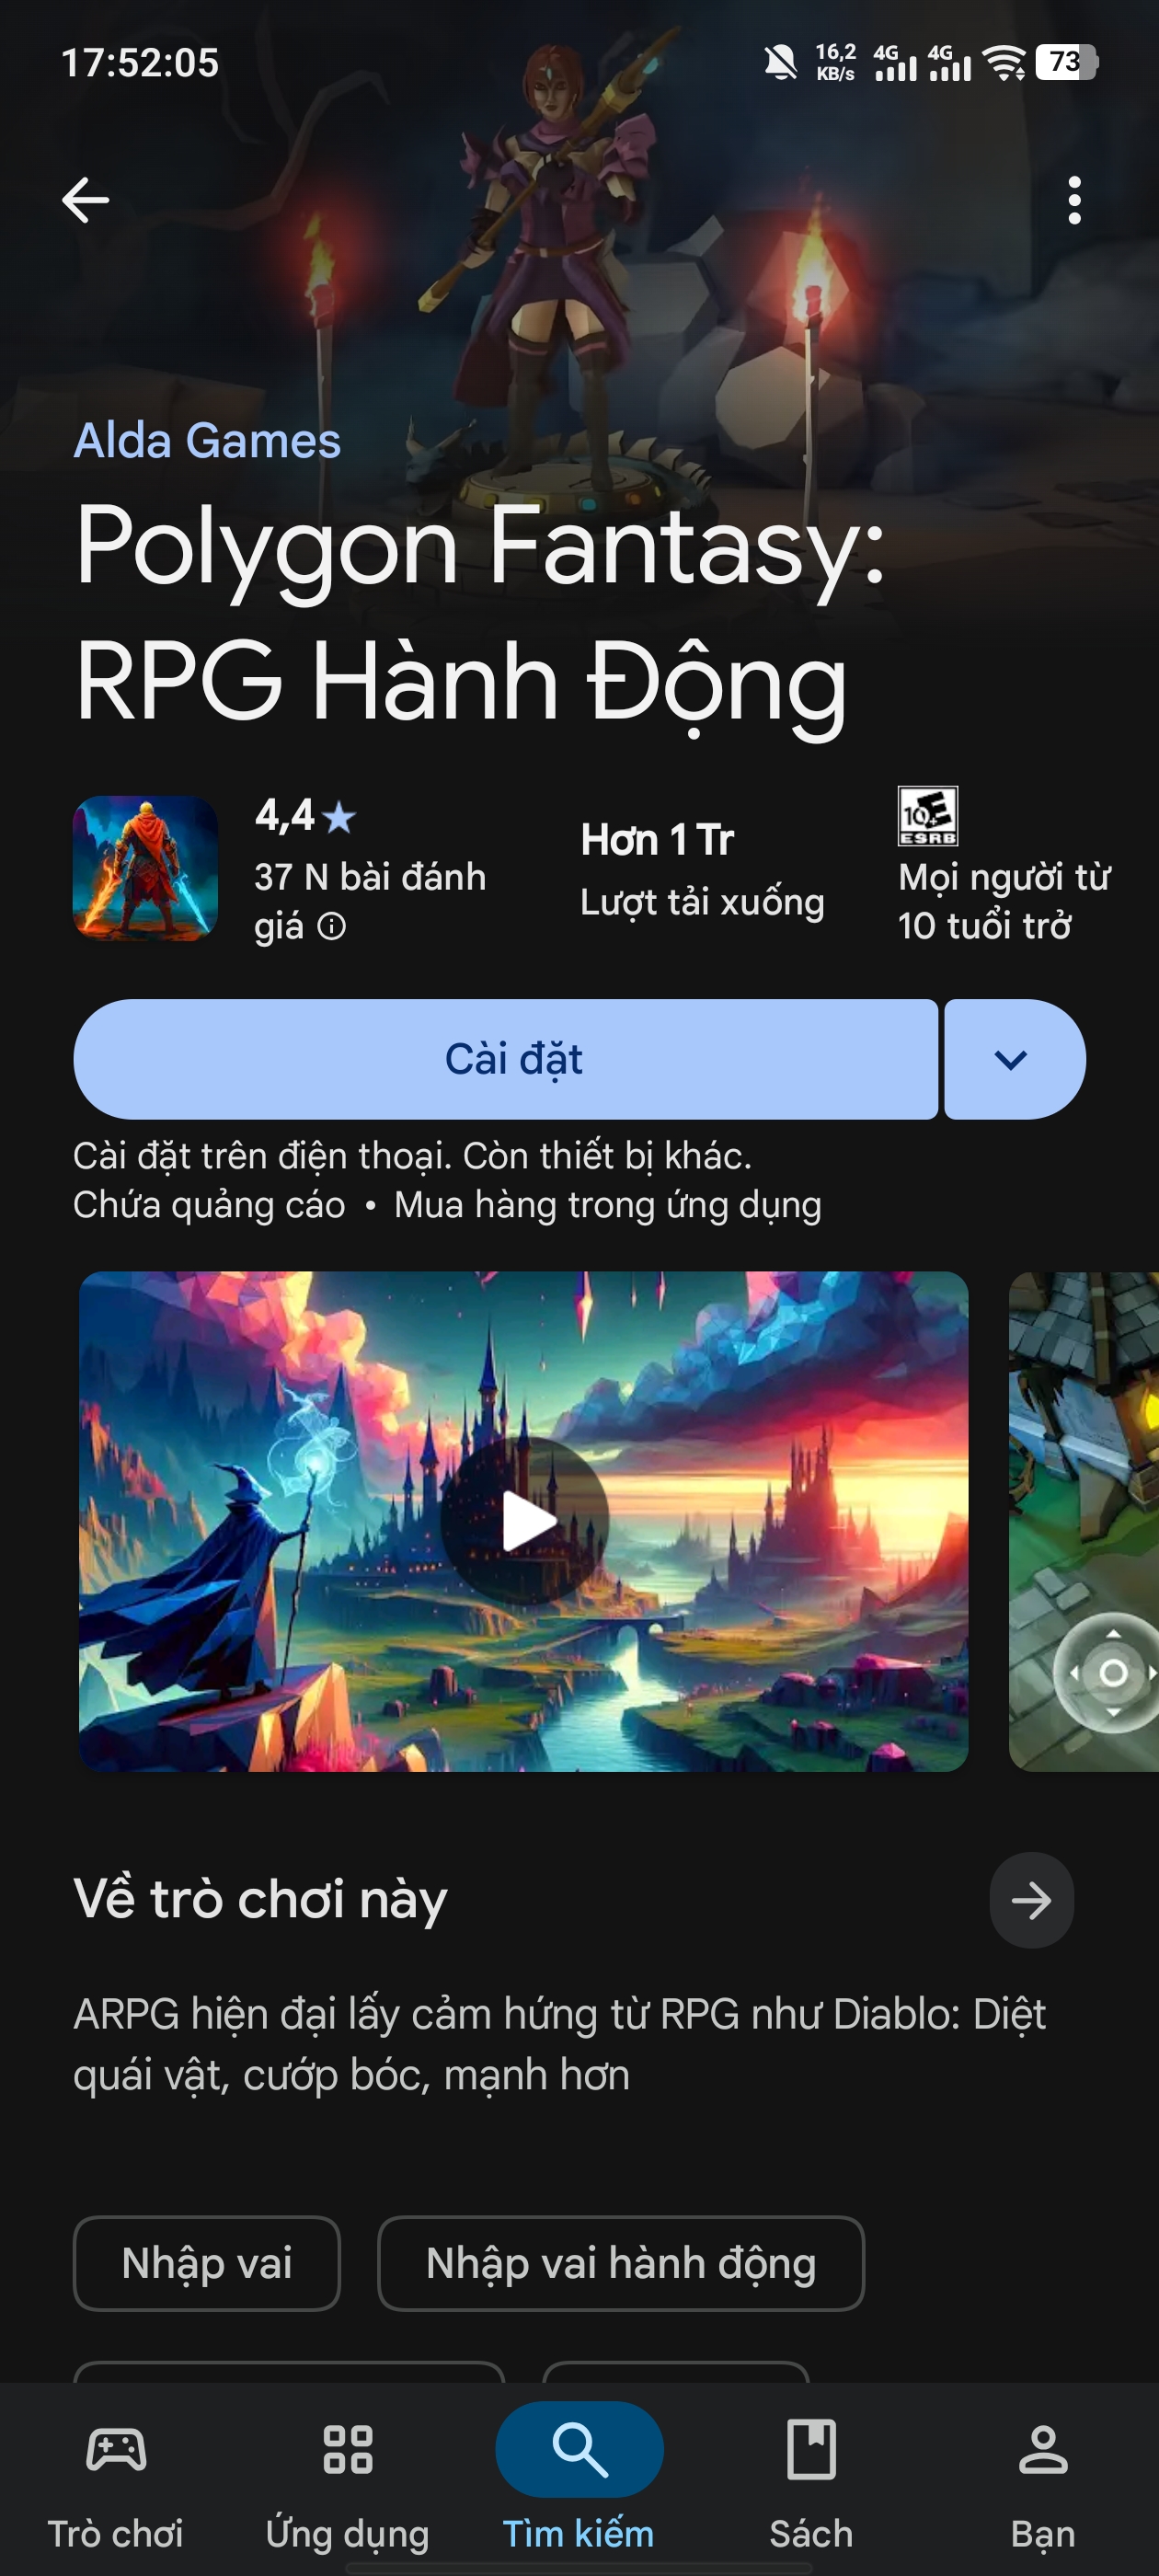 17:52:05
16,2 KB/s 4G 4G 73
Alda Games
Polygon Fantasy:
RPG Hành Động
4,4★
37 N bài đánh
giá
Hơn 1 Tr
Lượt tải xuống
10+ E
ESRB
Mọi người từ
10 tuổi trở
Cài đặt
Cài đặt trên điện thoại. Còn thiết bị khác.
Chứa quảng cáo • Mua hàng trong ứng dụng
Về trò chơi này
ARPG hiện đại lấy cảm hứng từ RPG như Diablo: Diệt
quái vật, cướp bóc, mạnh hơn
Nhập vai
Nhập vai hành động
Trò chơi
Ứng dụng
Tìm kiếm
Sách
Bạn